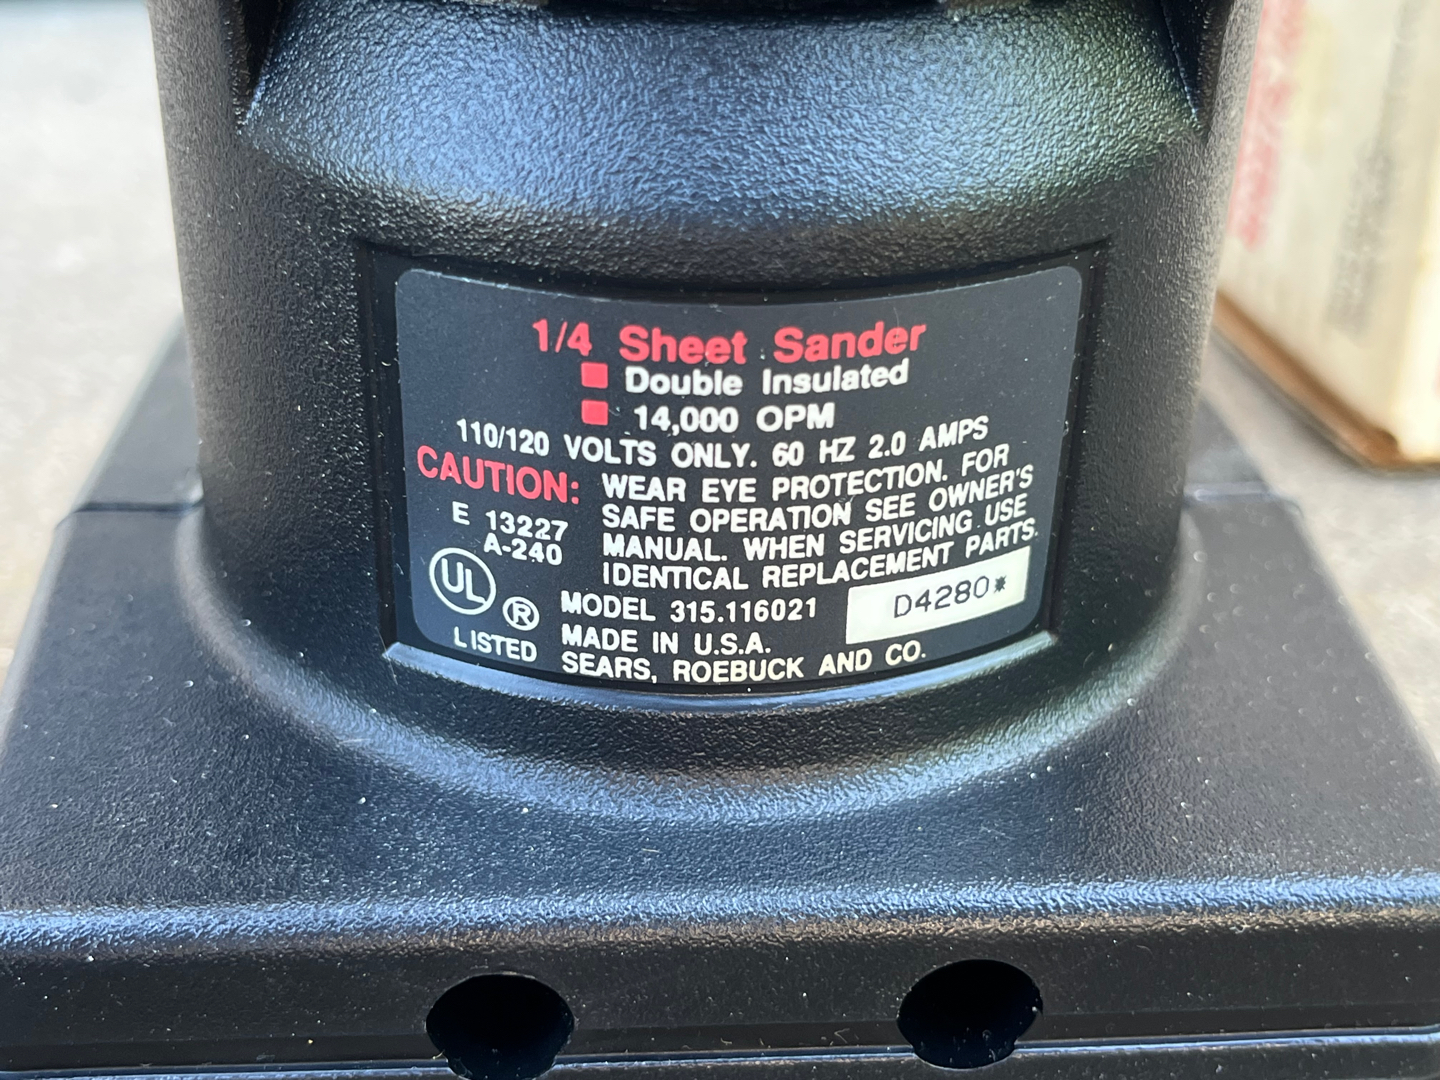 1/4 Sheet Sander
Double Insulated
14,000 OPM
110/120 VOLTS ONLY. 60 HZ 2.0 AMPS
CAUTION: WEAR EYE PROTECTION. FOR
SAFE OPERATION SEE OWNER'S
MANUAL. WHEN SERVICING USE
IDENTICAL REPLACEMENT PARTS.
E 13227
A-240
UL ®
LISTED
MODEL 315.116021
D4280*
MADE IN U.S.A.
SEARS, ROEBUCK AND CO.